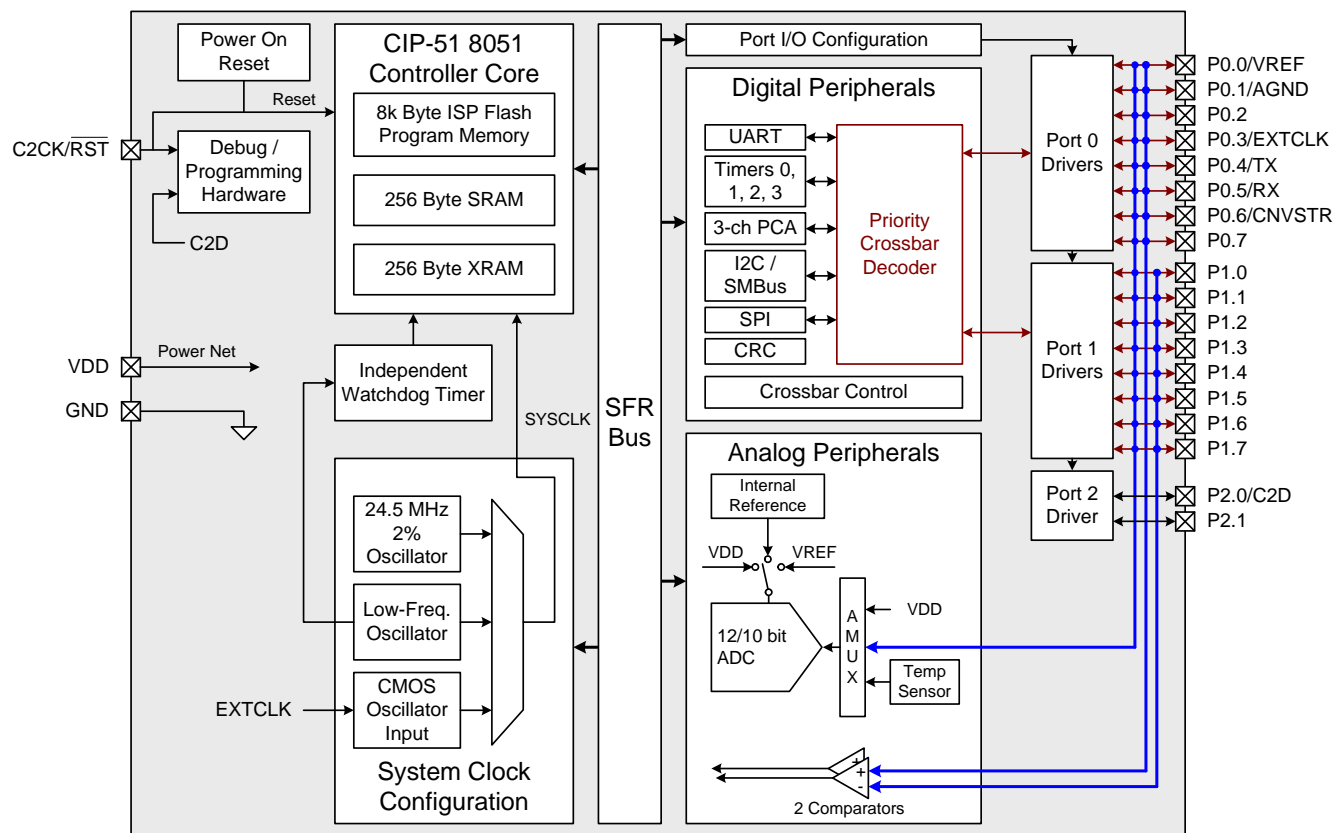 Power On
Reset
Reset
C2CK/RST
Debug /
Programming
Hardware
C2D
VDD
Power Net
GND
CIP-51 8051
Controller Core
8k Byte ISP Flash
Program Memory
256 Byte SRAM
256 Byte XRAM
Independent
Watchdog Timer
SYSCLK
24.5 MHz
2%
Oscillator
Low-Freq.
Oscillator
EXTCLK
CMOS
Oscillator
Input
System Clock
Configuration
SFR
Bus
Port I/O Configuration
Digital Peripherals
UART
Timers 0,
1, 2, 3
3-ch PCA
I2C /
SMBus
SPI
CRC
Priority
Crossbar
Decoder
Crossbar Control
Analog Peripherals
Internal
Reference
VDD
VREF
12/10 bit
ADC
A
M
U
X
VDD
Temp
Sensor
+
+
-
2 Comparators
Port 0
Drivers
Port 1
Drivers
Port 2
Driver
P0.0/VREF
P0.1/AGND
P0.2
P0.3/EXTCLK
P0.4/TX
P0.5/RX
P0.6/CNVSTR
P0.7
P1.0
P1.1
P1.2
P1.3
P1.4
P1.5
P1.6
P1.7
P2.0/C2D
P2.1